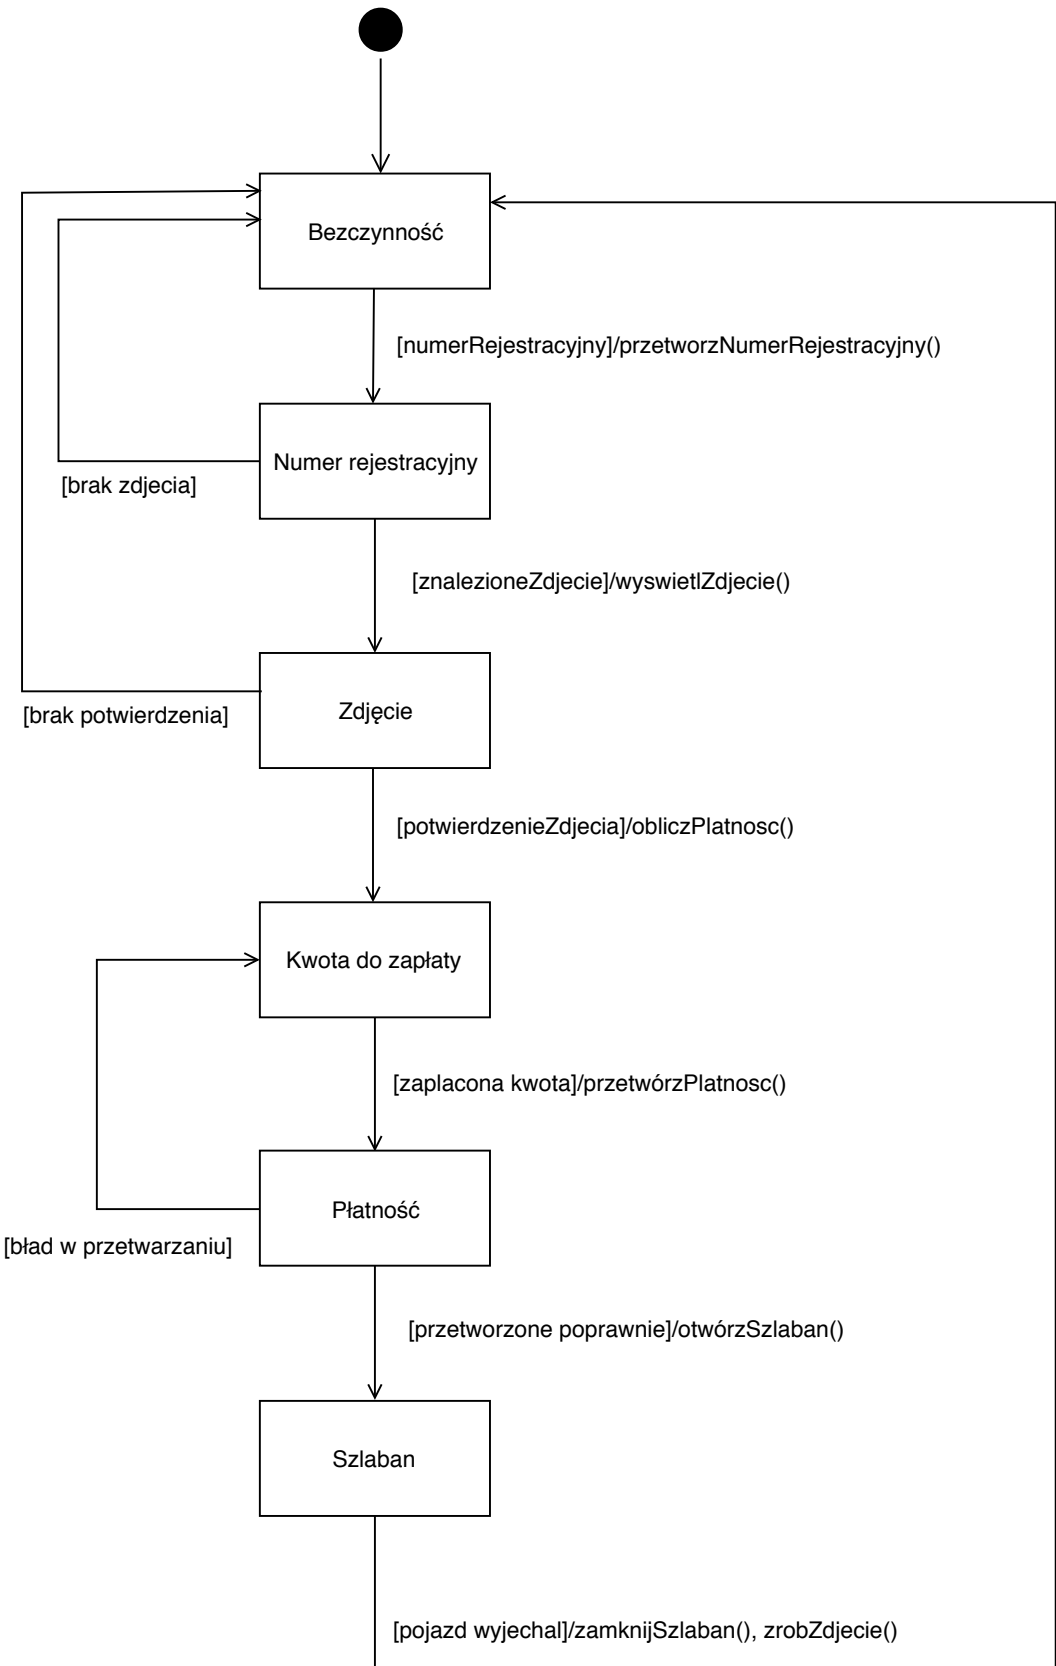 Bezczynność
[numerRejestracyjny]/przetworzNumerRejestracyjny()
Numer rejestracyjny
[brak zdjecia]
[znalezioneZdjecie]/wyswietlZdjecie()
Zdjęcie
[brak potwierdzenia]
[potwierdzenieZdjecia]/obliczPlatnosc()
Kwota do zapłaty
[zaplacona kwota]/przetwórzPlatnosc()
Płatność
[bład w przetwarzaniu]
[przetworzone poprawnie]/otwórzSzlaban()
Szlaban
[pojazd wyjechal]/zamknijSzlaban(), zrobZdjecie()